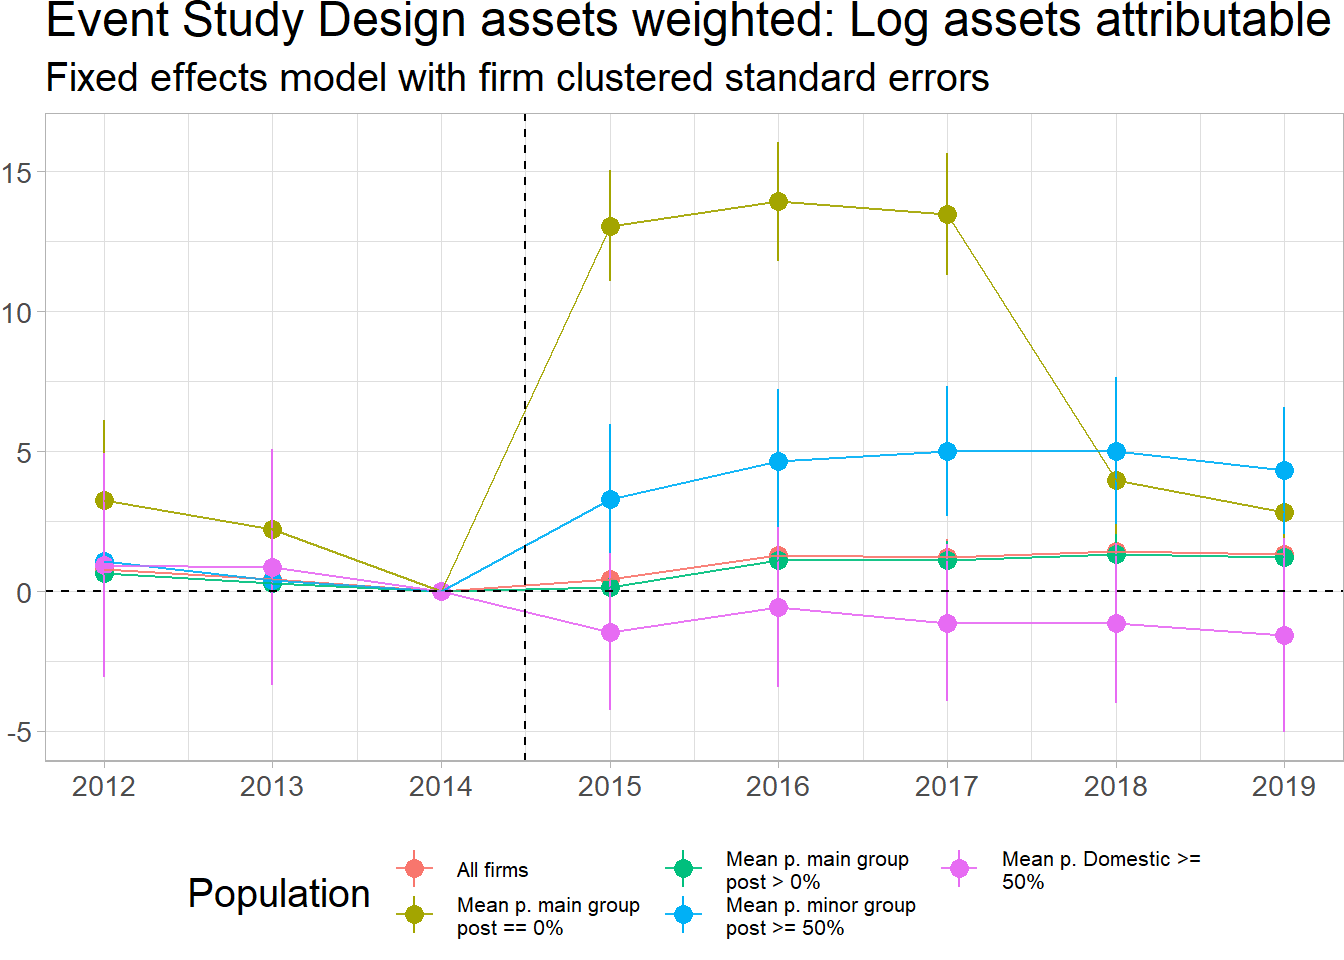 Event Study Design assets weighted: Log assets attributable
Fixed effects model with firm clustered standard errors
15
10
5
0
-5
2012 2013 2014 2015 2016 2017 2018 2019
Population
All firms
Mean p. main group
post == 0%
Mean p. main group
post > 0%
Mean p. minor group
post >= 50%
Mean p. Domestic >=
50%